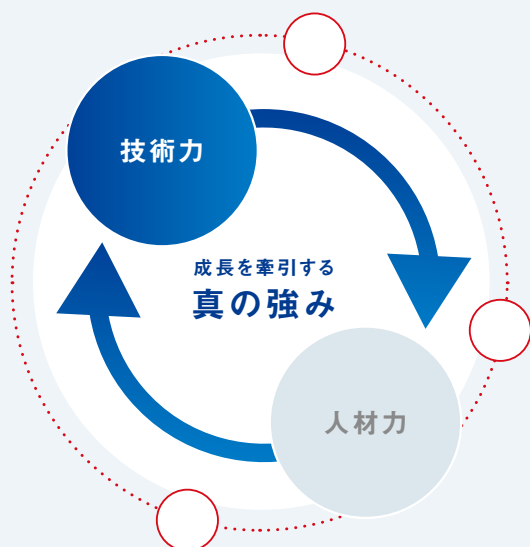 技術力
成長を牽引する
真の強み
人材力